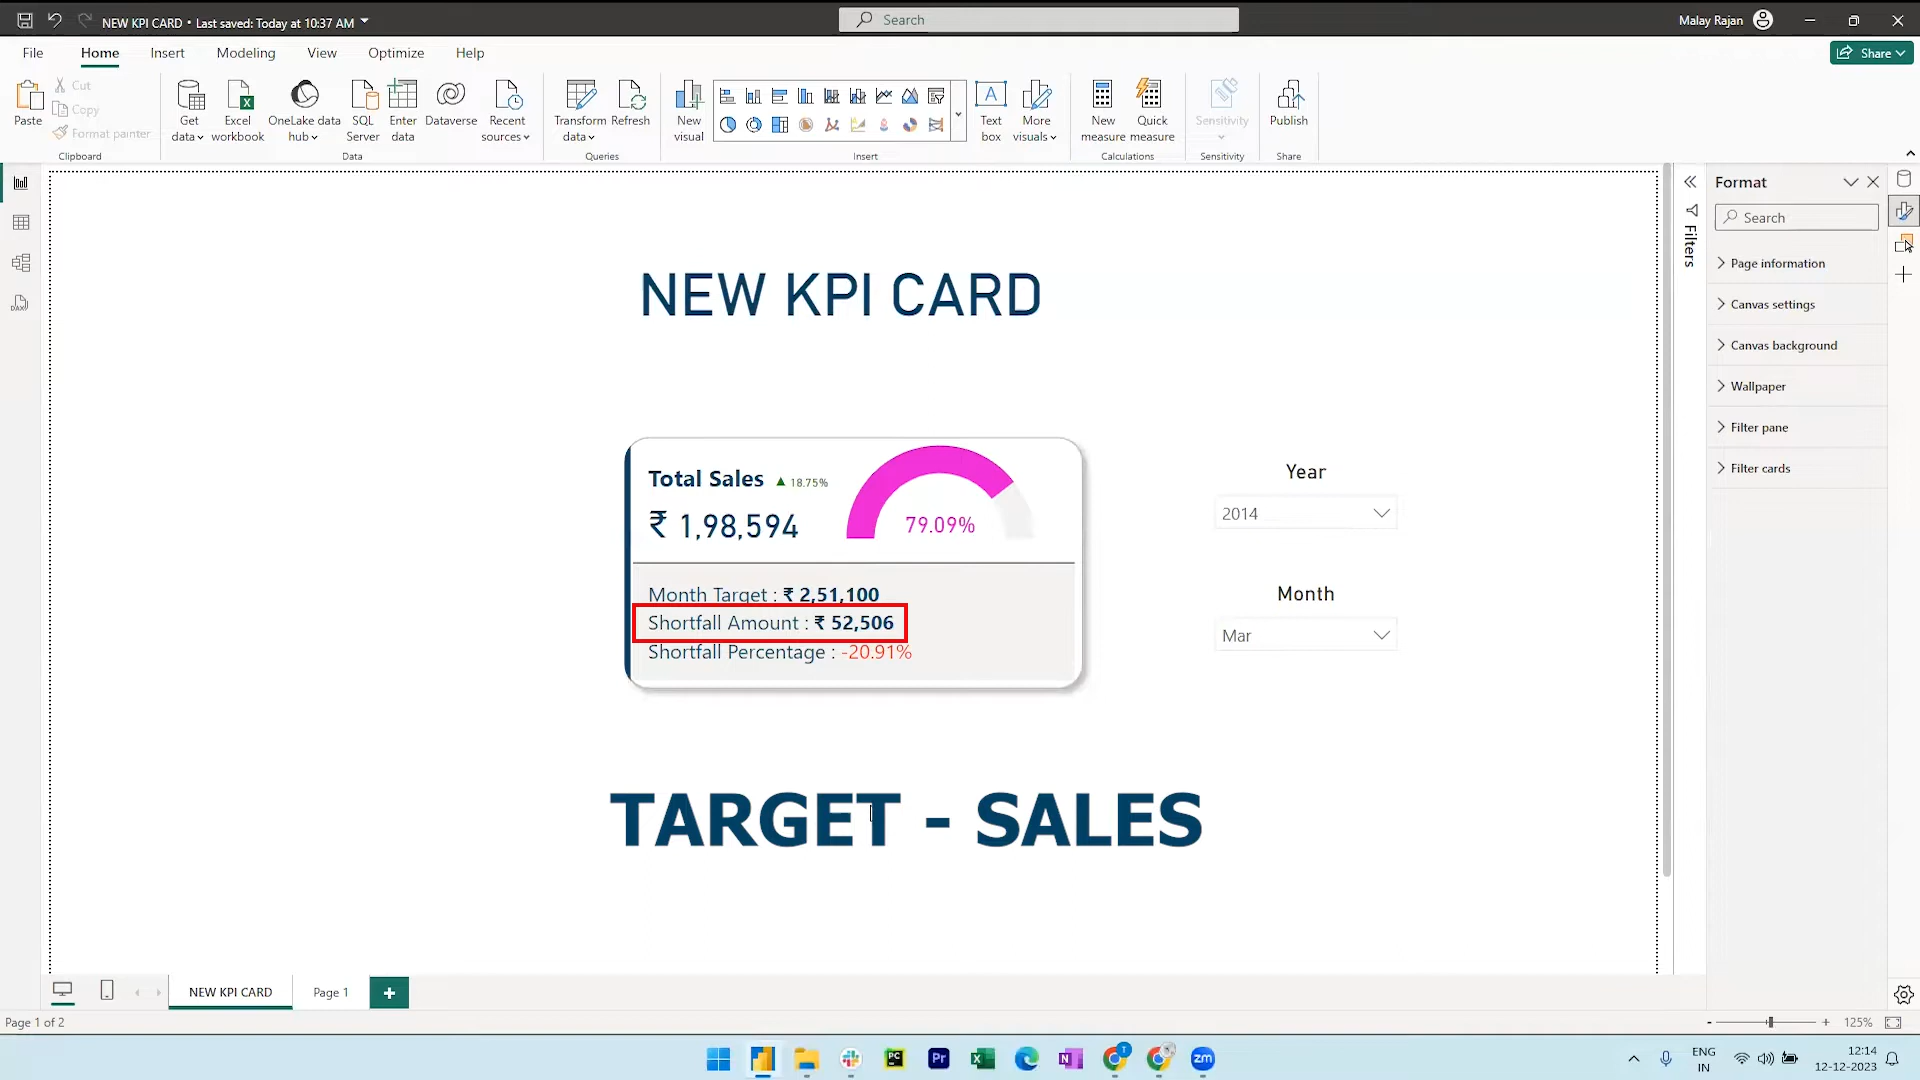 NEW KPI CARD • Last saved: Today at 10:37 AM
Search
Malay Rajan
File Home Insert Modeling View Optimize Help
Share
Paste
Cut
Copy
Format painter
Clipboard
Get data
Excel workbook
OneLake data hub
SQL Server
Enter data
Dataverse
Recent sources
Data
Transform data
Refresh
Queries
New visual
A
Text box
More visuals
Insert
New measure
Quick measure
Calculations
Sensitivity
Sensitivity
Publish
Share
NEW KPI CARD
Total Sales ▲ 18.75%
₹ 1,98,594
79.09%
Month Target : ₹ 2,51,100
Shortfall Amount : ₹ 52,506
Shortfall Percentage : -20.91%
Year
2014
Month
Mar
TARGET - SALES
Filters
Format
Search
Page information
Canvas settings
Canvas background
Wallpaper
Filter pane
Filter cards
NEW KPI CARD
Page 1
+
Page 1 of 2
- + 125%
PC
Pr
zm
ENG
IN
12:14
12-12-2023